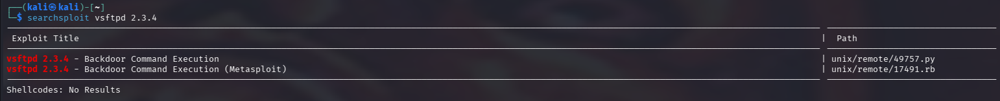 ┌──(kali㉿kali)-[~]
└─$ searchsploit vsftpd 2.3.4
Exploit Title | Path
vsftpd 2.3.4 - Backdoor Command Execution | unix/remote/49757.py
vsftpd 2.3.4 - Backdoor Command Execution (Metasploit) | unix/remote/17491.rb
Shellcodes: No Results